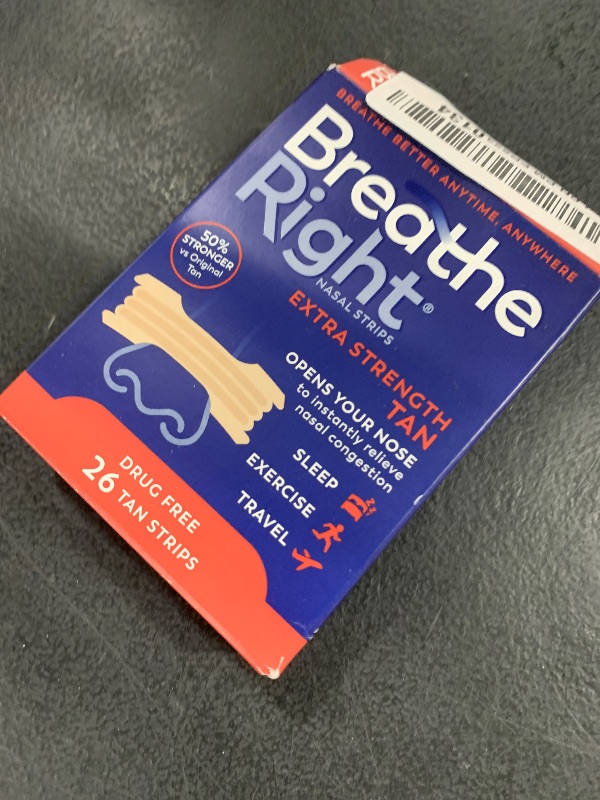 BREATHE BETTER ANYTIME, ANYWHERE
Breathe
Right®
NASAL STRIPS
EXTRA STRENGTH
TAN
50%
STRONGER
vs Original
Tan
OPENS YOUR NOSE
to instantly relieve
nasal congestion
SLEEP
EXERCISE
TRAVEL
DRUG FREE
26 TAN STRIPS